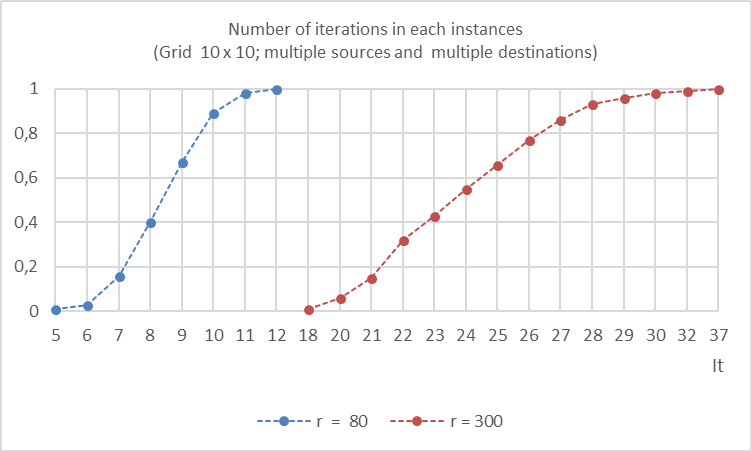 Number of iterations in each instances
(Grid 10 x 10; multiple sources and multiple destinations)
1
0,8
0,6
0,4
0,2
0
5 6 7 8 9 10 11 12 18 20 21 22 23 24 25 26 27 28 29 30 32 37
It
r = 80 r = 300